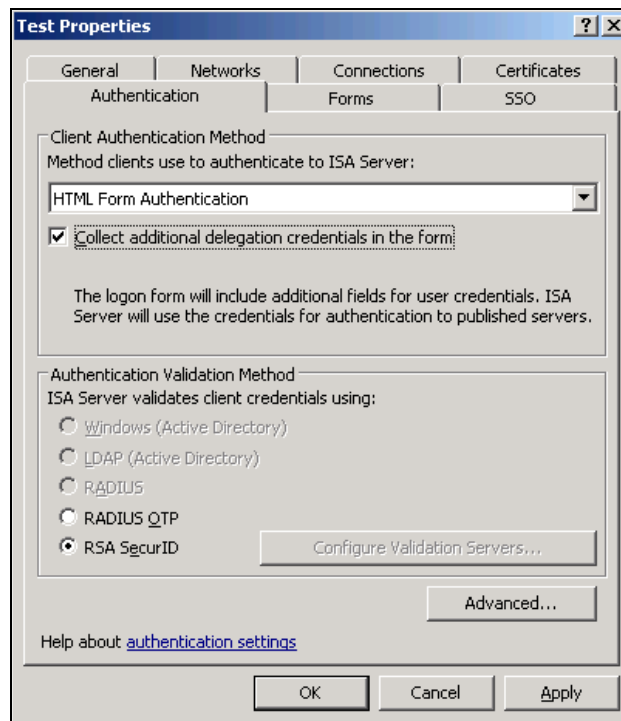 Test Properties
General
Networks
Connections
Certificates
Authentication
Forms
SSO
Client Authentication Method
Method clients use to authenticate to ISA Server:
HTML Form Authentication
Collect additional delegation credentials in the form
The logon form will include additional fields for user credentials. ISA
Server will use the credentials for authentication to published servers.
Authentication Validation Method
ISA Server validates client credentials using:
Windows (Active Directory)
LDAP (Active Directory)
RADIUS
RADIUS OTP
RSA SecurID
Configure Validation Servers...
Advanced...
Help about authentication settings
OK
Cancel
Apply